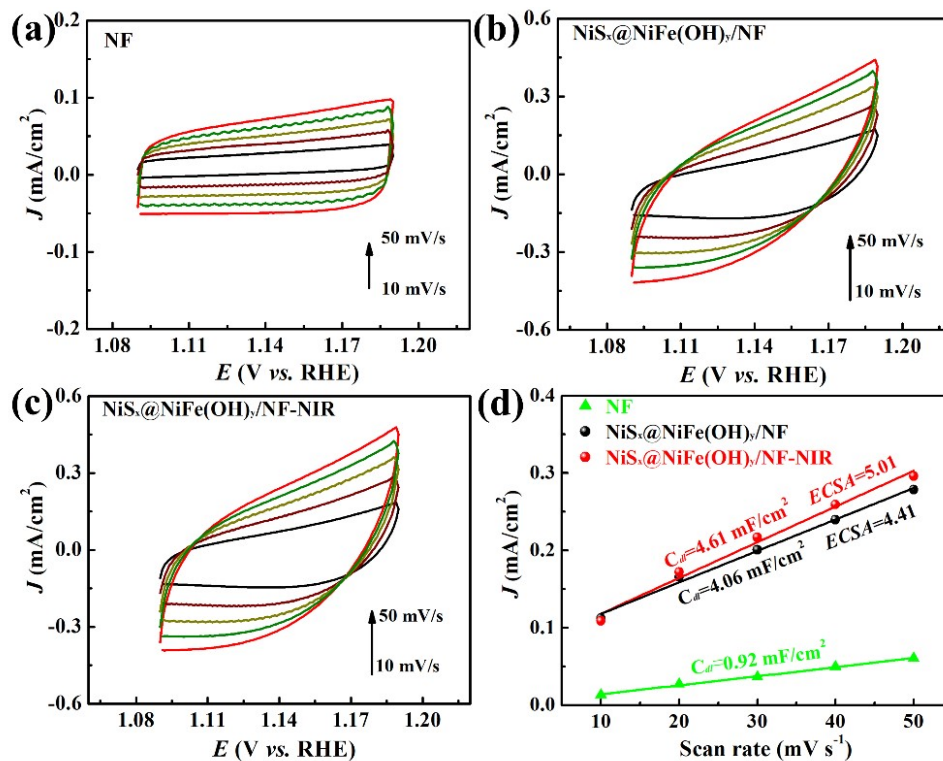 (a)
NF
0.2
0.1
0.0
-0.1
-0.2
J (mA/cm²)
50 mV/s
10 mV/s
1.08 1.11 1.14 1.17 1.20
E (V vs. RHE)
(b)
NiSₓ@NiFe(OH)ᵧ/NF
0.6
0.3
0.0
-0.3
-0.6
J (mA/cm²)
50 mV/s
10 mV/s
1.08 1.11 1.14 1.17 1.20
E (V vs. RHE)
(c)
NiSₓ@NiFe(OH)ᵧ/NF-NIR
0.6
0.3
0.0
-0.3
-0.6
J (mA/cm²)
50 mV/s
10 mV/s
1.08 1.11 1.14 1.17 1.20
E (V vs. RHE)
(d)
NF
NiSₓ@NiFe(OH)ᵧ/NF
NiSₓ@NiFe(OH)ᵧ/NF-NIR
0.4
0.3
0.2
0.1
0.0
J (mA/cm²)
C_dl=4.61 mF/cm² ECSA=5.01
C_dl=4.06 mF/cm² ECSA=4.41
C_dl=0.92 mF/cm²
10 20 30 40 50
Scan rate (mV s⁻¹)